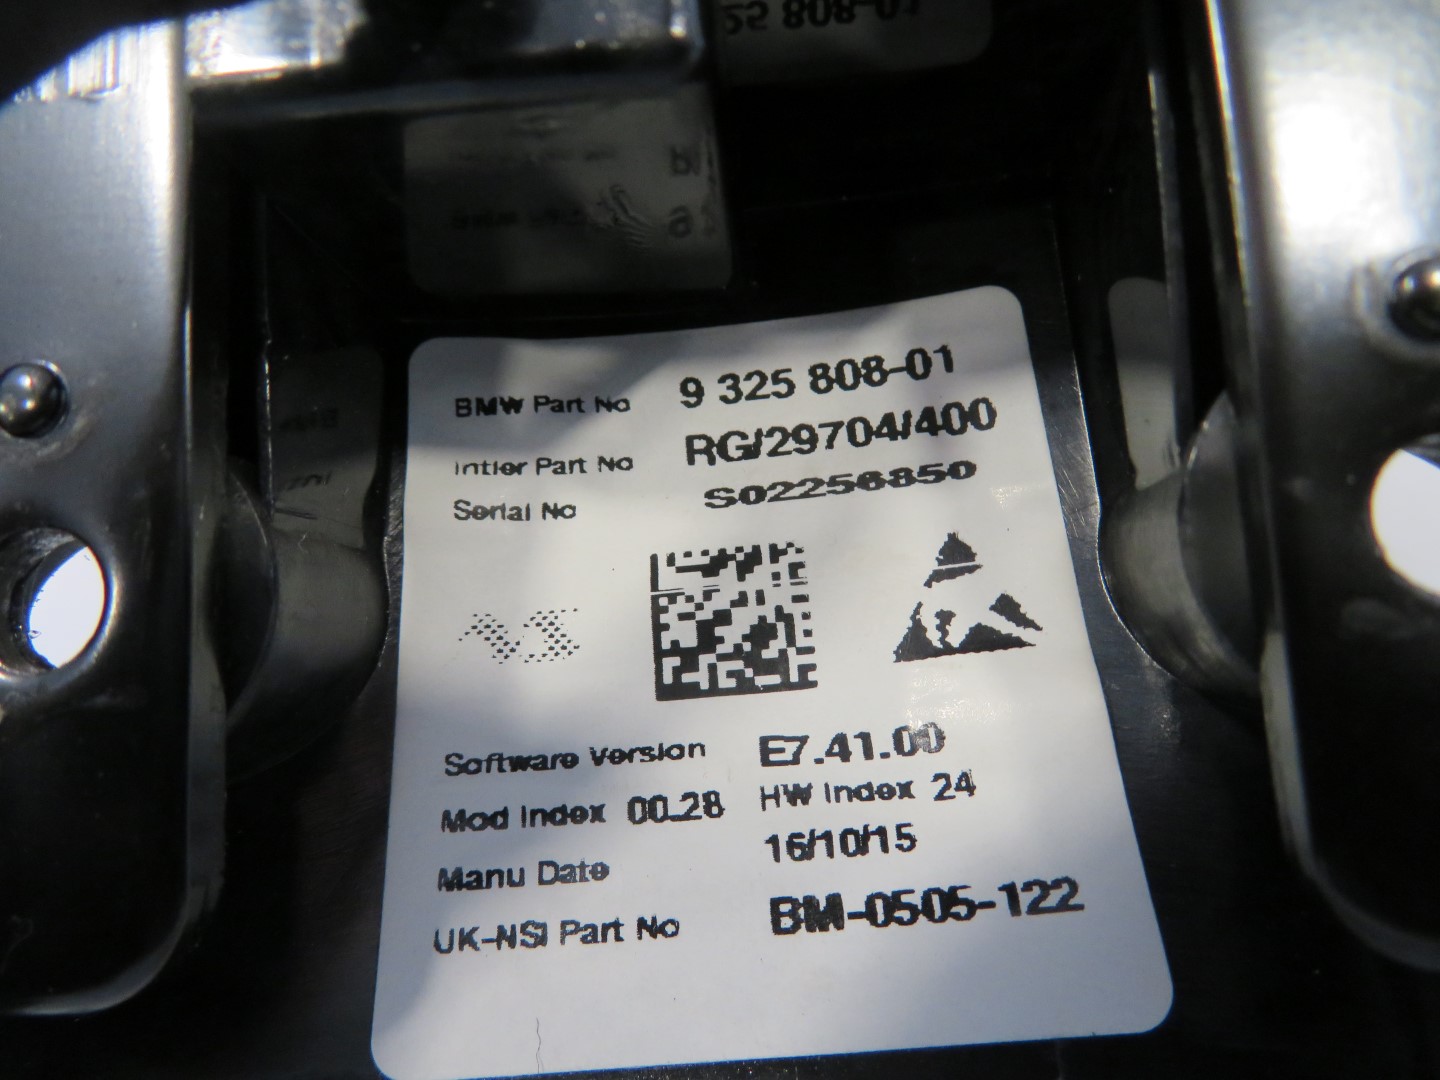 BMW Part No 9 325 808-01
Intier Part No RG/29704/400
Serial No S02256850
Software Version E7.41.00
Mod Index 00.28 HW Index 24
Manu Date 16/10/15
UK-NSI Part No BM-0505-122